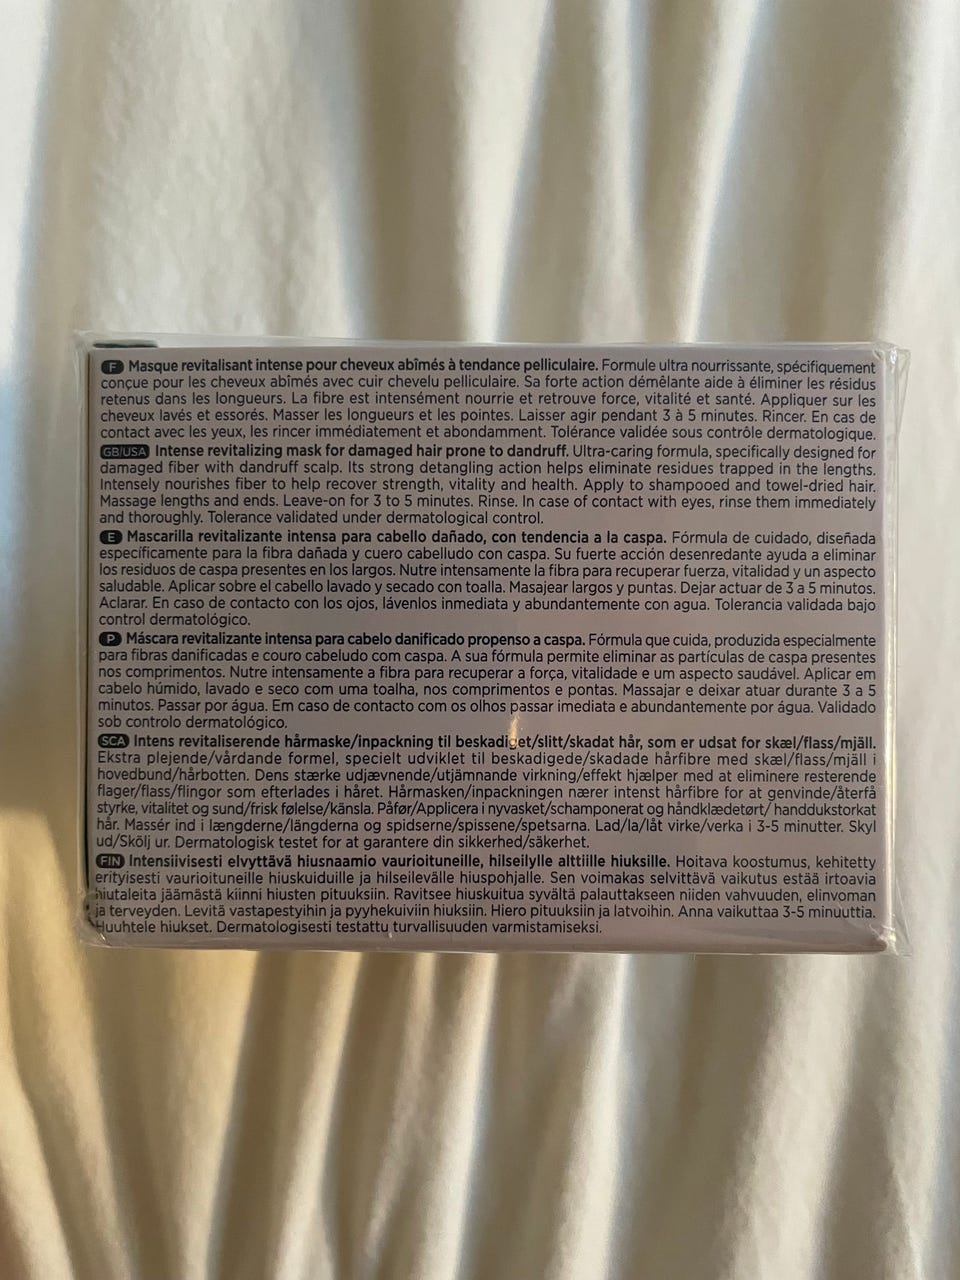 F Masque revitalisant intense pour cheveux abîmés à tendance pelliculaire. Formule ultra nourrissante, spécifiquement
conçue pour les cheveux abîmés avec cuir chevelu pelliculaire. Sa forte action démêlante aide à éliminer les résidus
retenus dans les longueurs. La fibre est intensément nourrie et retrouve force, vitalité et santé. Appliquer sur les
cheveux lavés et essorés. Masser les longueurs et les pointes. Laisser agir pendant 3 à 5 minutes. Rincer. En cas de
contact avec les yeux, les rincer immédiatement et abondamment. Tolérance validée sous contrôle dermatologique.
GB/USA Intense revitalizing mask for damaged hair prone to dandruff. Ultra-caring formula, specifically designed for
damaged fiber with dandruff scalp. Its strong detangling action helps eliminate residues trapped in the lengths.
Intensely nourishes fiber to help recover strength, vitality and health. Apply to shampooed and towel-dried hair.
Massage lengths and ends. Leave-on for 3 to 5 minutes. Rinse. In case of contact with eyes, rinse them immediately
and thoroughly. Tolerance validated under dermatological control.
E Mascarilla revitalizante intensa para cabello dañado, con tendencia a la caspa. Fórmula de cuidado, diseñada
específicamente para la fibra dañada y cuero cabelludo con caspa. Su fuerte acción desenredante ayuda a eliminar
los residuos de caspa presentes en los largos. Nutre intensamente la fibra para recuperar fuerza, vitalidad y un aspecto
saludable. Aplicar sobre el cabello lavado y secado con toalla. Masajear largos y puntas. Dejar actuar de 3 a 5 minutos.
Aclarar. En caso de contacto con los ojos, lávenlos inmediata y abundantemente con agua. Tolerancia validada bajo
control dermatológico.
P Máscara revitalizante intensa para cabelo danificado propenso a caspa. Fórmula que cuida, produzida especialmente
para fibras danificadas e couro cabeludo com caspa. A sua fórmula permite eliminar as partículas de caspa presentes
nos comprimentos. Nutre intensamente a fibra para recuperar a força, vitalidade e um aspecto saudável. Aplicar em
cabelo húmido, lavado e seco com uma toalha, nos comprimentos e pontas. Massajar e deixar atuar durante 3 a 5
minutos. Passar por água. Em caso de contacto com os olhos passar imediata e abundantemente por água. Validado
sob controlo dermatológico.
SCA Intens revitaliserende hårmaske/inpackning til beskadiget/slitt/skadat hår, som er udsat for skæl/flass/mjäll.
Ekstra plejende/vårdande formel, specielt udviklet til beskadigede/skadade hårfibre med skæl/flass/mjäll i
hovedbund/hårbotten. Dens stærke udjævnende/utjämnande virkning/effekt hjælper med at eliminere resterende
flager/flass/flingor som efterlades i håret. Hårmasken/inpackningen nærer intenst hårfibre for at genvinde/återfå
styrke, vitalitet og sund/frisk følelse/känsla. Påfør/Applicera i nyvasket/schamponerat og håndklædetørt/ handdukstorkat
hår. Massér ind i længderne/längderna og spidserne/spissene/spetsarna. Lad/la/låt virke/verka i 3-5 minutter. Skyl
ud/Skölj ur. Dermatologisk testet for at garantere din sikkerhed/säkerhet.
FIN Intensiivisesti elvyttävä hiusnaamio vaurioituneille, hilseilylle alttiille hiuksille. Hoitava koostumus, kehitetty
erityisesti vaurioituneille hiuskuiduille ja hilseilevälle hiuspohjalle. Sen voimakas selvittävä vaikutus estää irtoavia
hiutaleita jäämästä kiinni hiusten pituuksiin. Ravitsee hiuskuitua syvältä palauttakseen niiden vahvuuden, elinvoman
ja terveyden. Levitä vastapestyihin ja pyyhekuiviin hiuksiin. Hiero pituuksiin ja latvoihin. Anna vaikuttaa 3-5 minuuttia.
Huuhtele hiukset. Dermatologisesti testattu turvallisuuden varmistamiseksi.